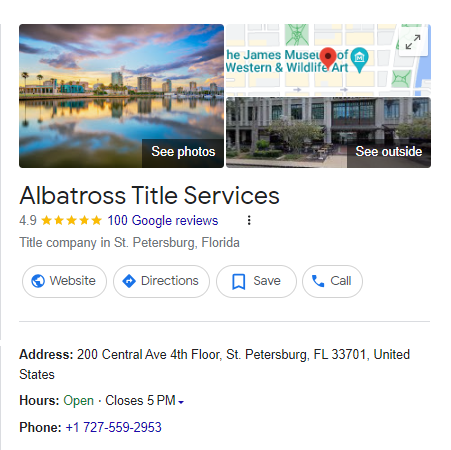 he James Museum of
Western & Wildlife Art
See photos
See outside
Albatross Title Services
4.9 ★★★★★ 100 Google reviews
Title company in St. Petersburg, Florida
Website Directions Save Call
Address: 200 Central Ave 4th Floor, St. Petersburg, FL 33701, United
States
Hours: Open · Closes 5 PM
Phone: +1 727-559-2953